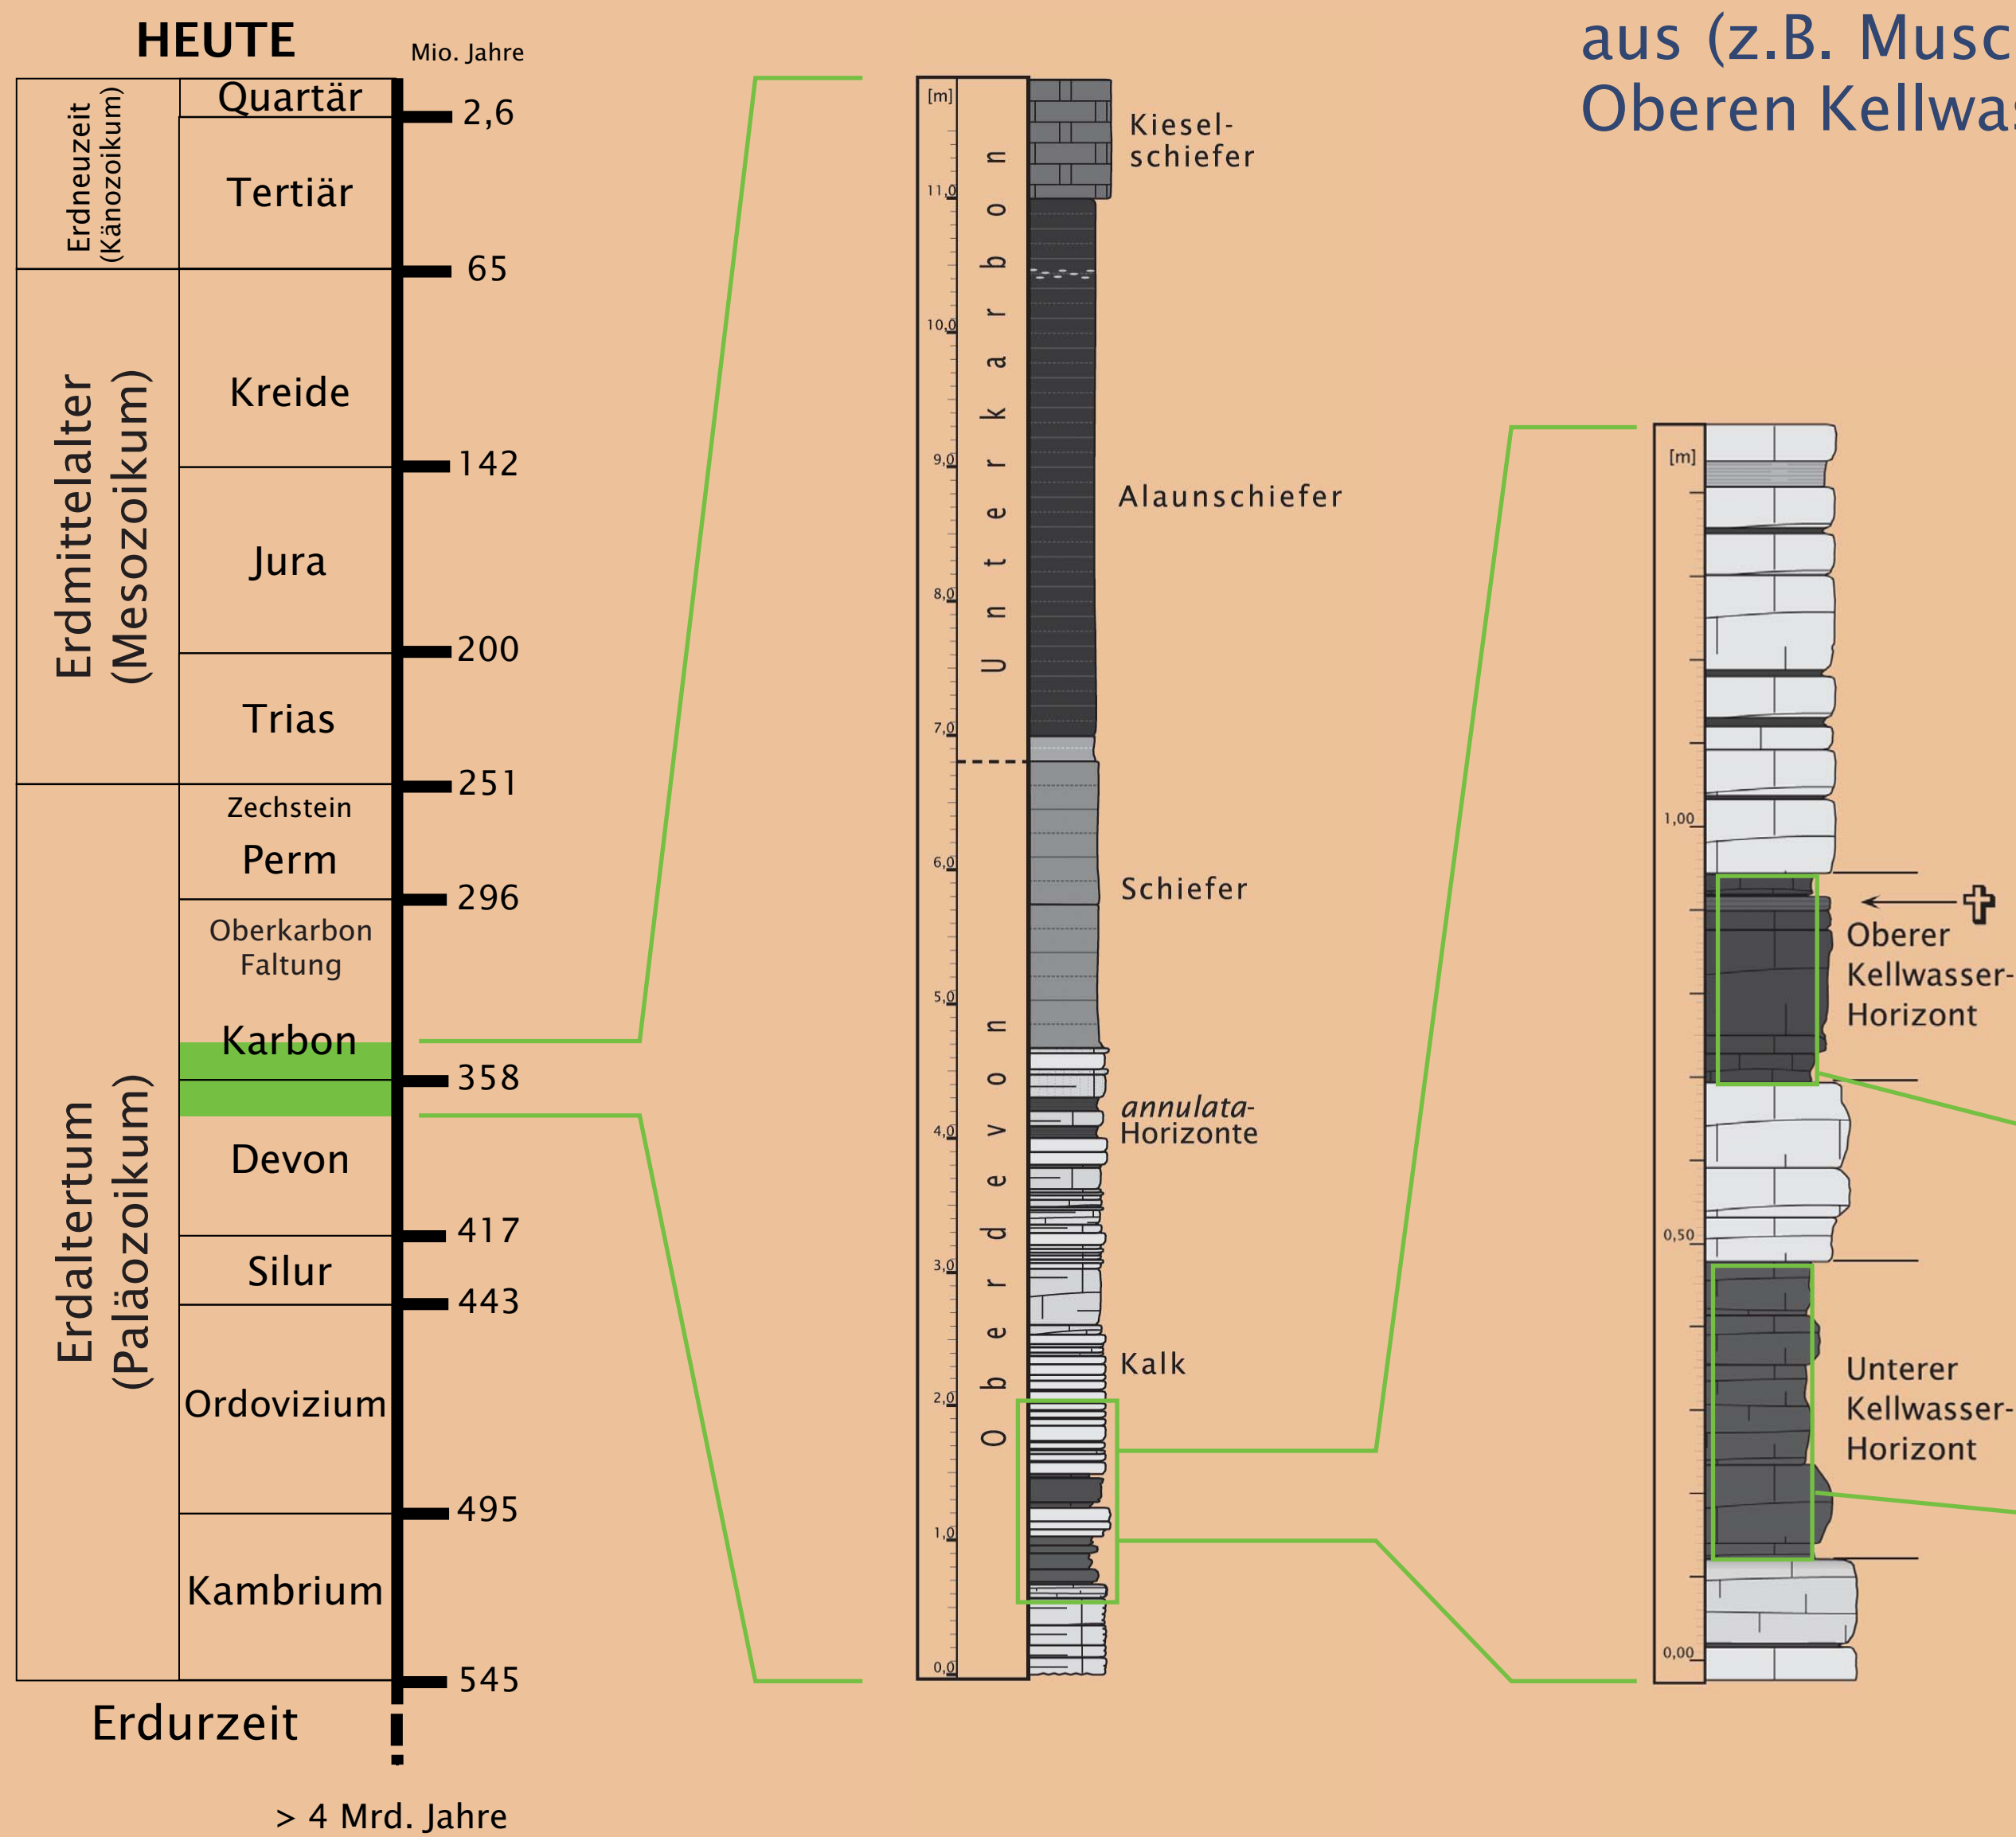 HEUTE
Mio. Jahre
Erdneuzeit
(Känozoikum)
Quartär
2,6
Tertiär
65
Erdmittelalter
(Mesozoikum)
Kreide
142
Jura
200
Trias
251
Erdaltertum
(Paläozoikum)
Zechstein
Perm
296
Oberkarbon
Faltung
Karbon
358
Devon
417
Silur
443
Ordovizium
495
Kambrium
545
Erdurzeit
> 4 Mrd. Jahre
[m]
11,0
10,0
9,0
8,0
7,0
6,0
5,0
4,0
3,0
2,0
1,0
0,0
Unterkarbon
Oberdevon
Kiesel-
schiefer
Alaunschiefer
Schiefer
annulata-
Horizonte
Kalk
aus (z.B. Musc
Oberen Kellwas
[m]
1,00
0,50
0,00
Oberer
Kellwasser-
Horizont
Unterer
Kellwasser-
Horizont